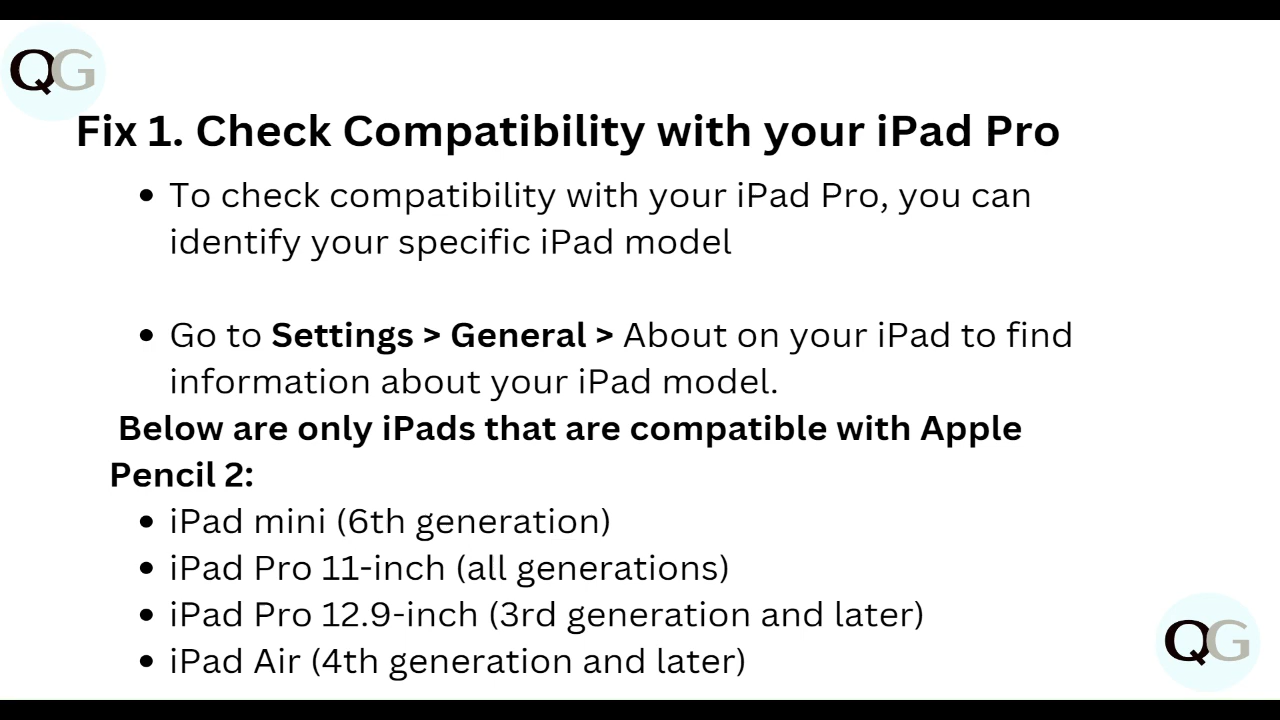 QG
Fix 1. Check Compatibility with your iPad Pro
• To check compatibility with your iPad Pro, you can
identify your specific iPad model
• Go to Settings > General > About on your iPad to find
information about your iPad model.
Below are only iPads that are compatible with Apple
Pencil 2:
• iPad mini (6th generation)
• iPad Pro 11-inch (all generations)
• iPad Pro 12.9-inch (3rd generation and later)
• iPad Air (4th generation and later)
QG